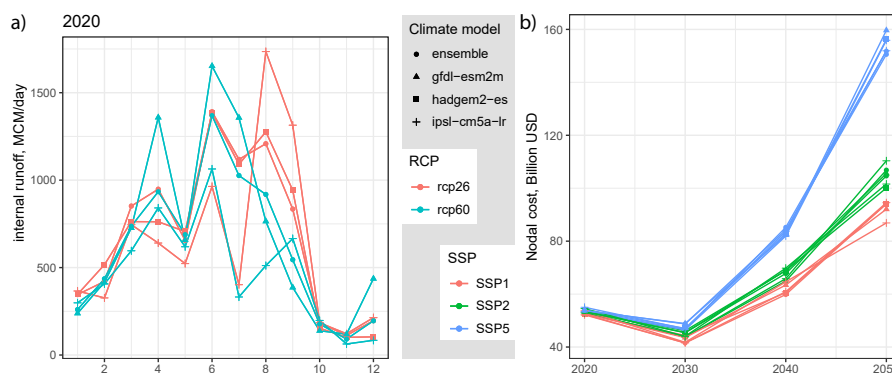 a)
2020
internal runoff, MCM/day
1500
1000
500
0
2 4 6 8 10 12
Climate model
ensemble
gfdl-esm2m
hadgem2-es
ipsl-cm5a-lr
RCP
rcp26
rcp60
SSP
SSP1
SSP2
SSP5
b)
Nodal cost, Billion USD
160
120
80
40
2020 2030 2040 205